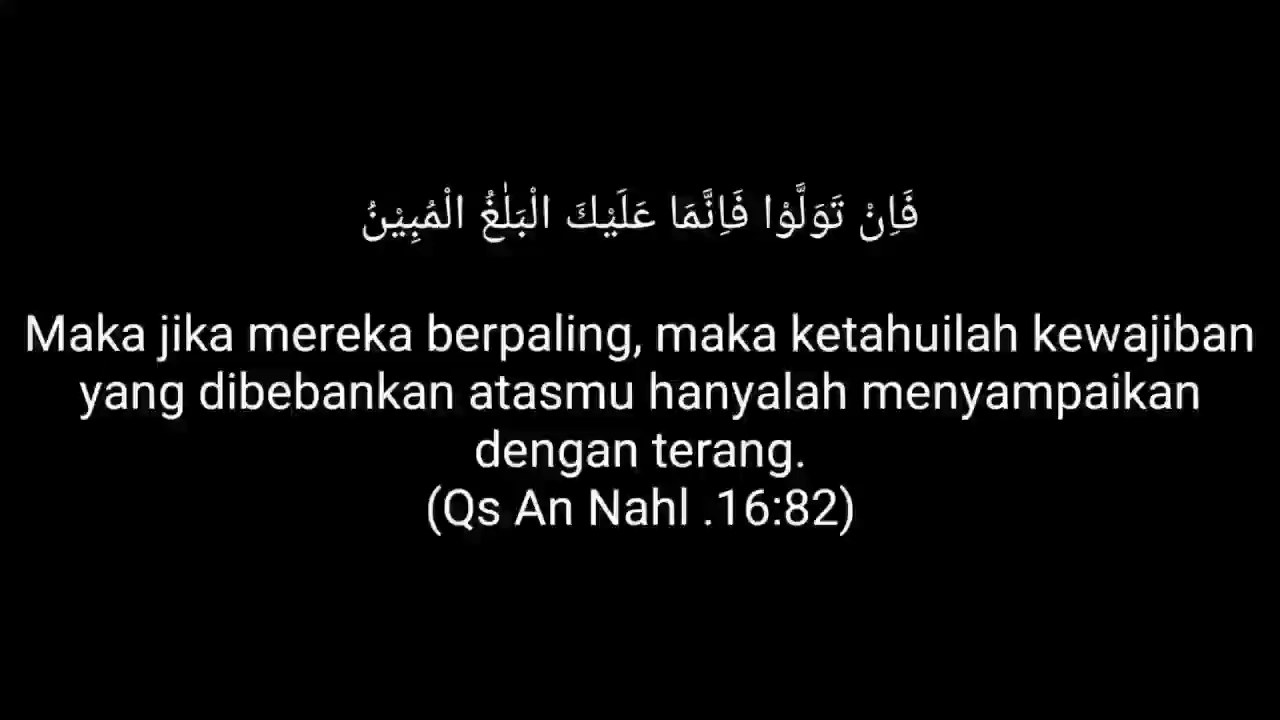 فَاِنْ تَوَلَّوْا فَاِنَّمَا عَلَيْكَ الْبَلٰغُ الْمُبِيْنُ
Maka jika mereka berpaling, maka ketahuilah kewajiban
yang dibebankan atasmu hanyalah menyampaikan
dengan terang.
(Qs An Nahl .16:82)